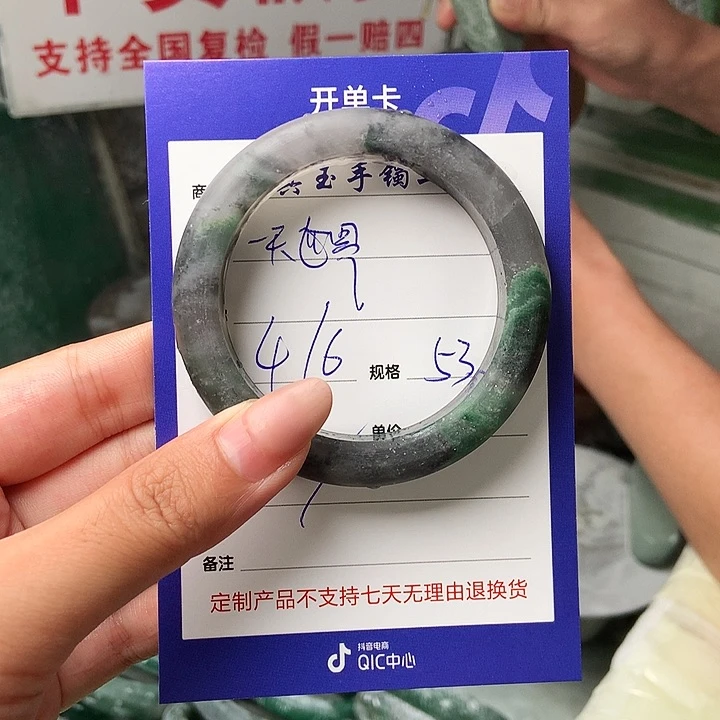 支持全国复检 假一赔四
开单卡
商
玉手镯
416 规格 53
单价
备注
定制产品不支持七天无理由退换货
抖音电商
QIC中心